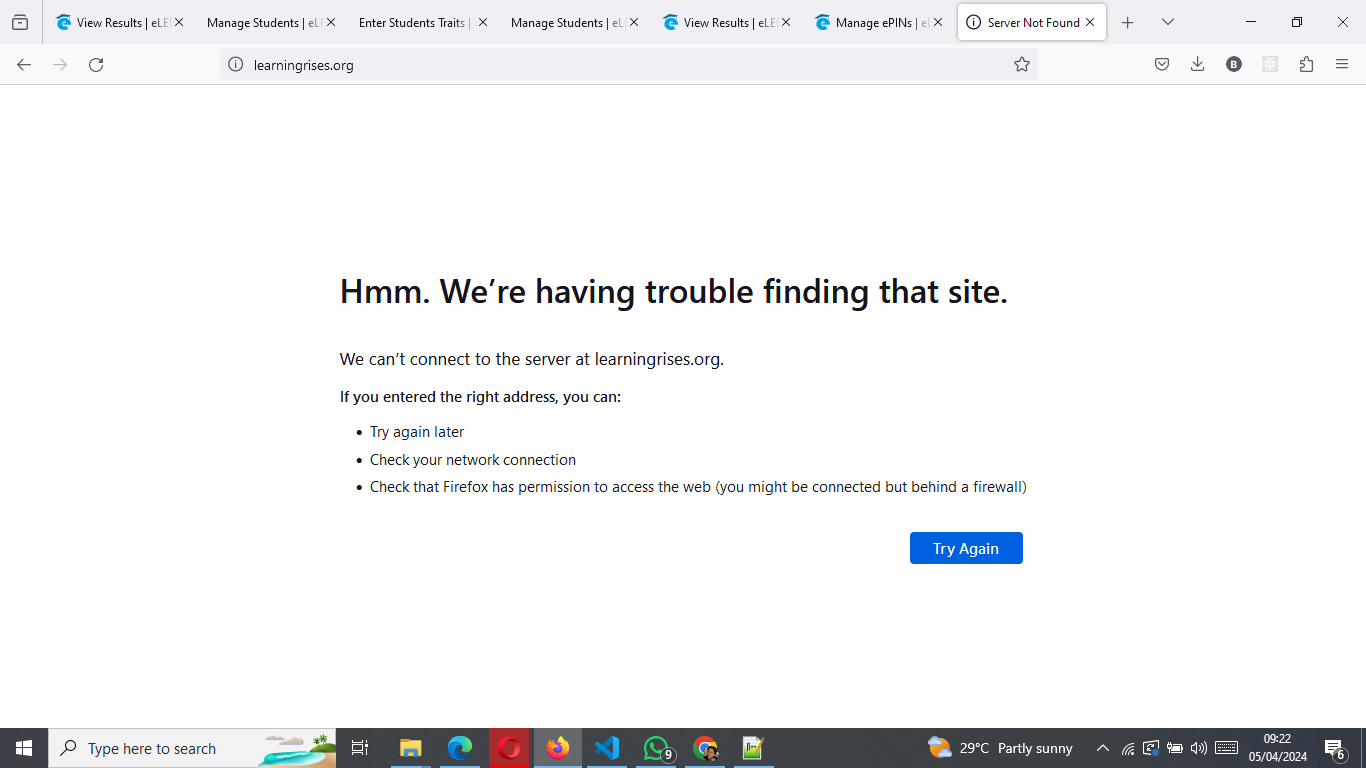 View Results | eLE
Manage Students | eL
Enter Students Traits |
Manage Students | eL
View Results | eLE
Manage ePINs | e
Server Not Found
learningrises.org
B
Hmm. We’re having trouble finding that site.
We can’t connect to the server at learningrises.org.
If you entered the right address, you can:
• Try again later
• Check your network connection
• Check that Firefox has permission to access the web (you might be connected but behind a firewall)
Try Again
Type here to search
9
29°C Partly sunny
09:22
05/04/2024
6